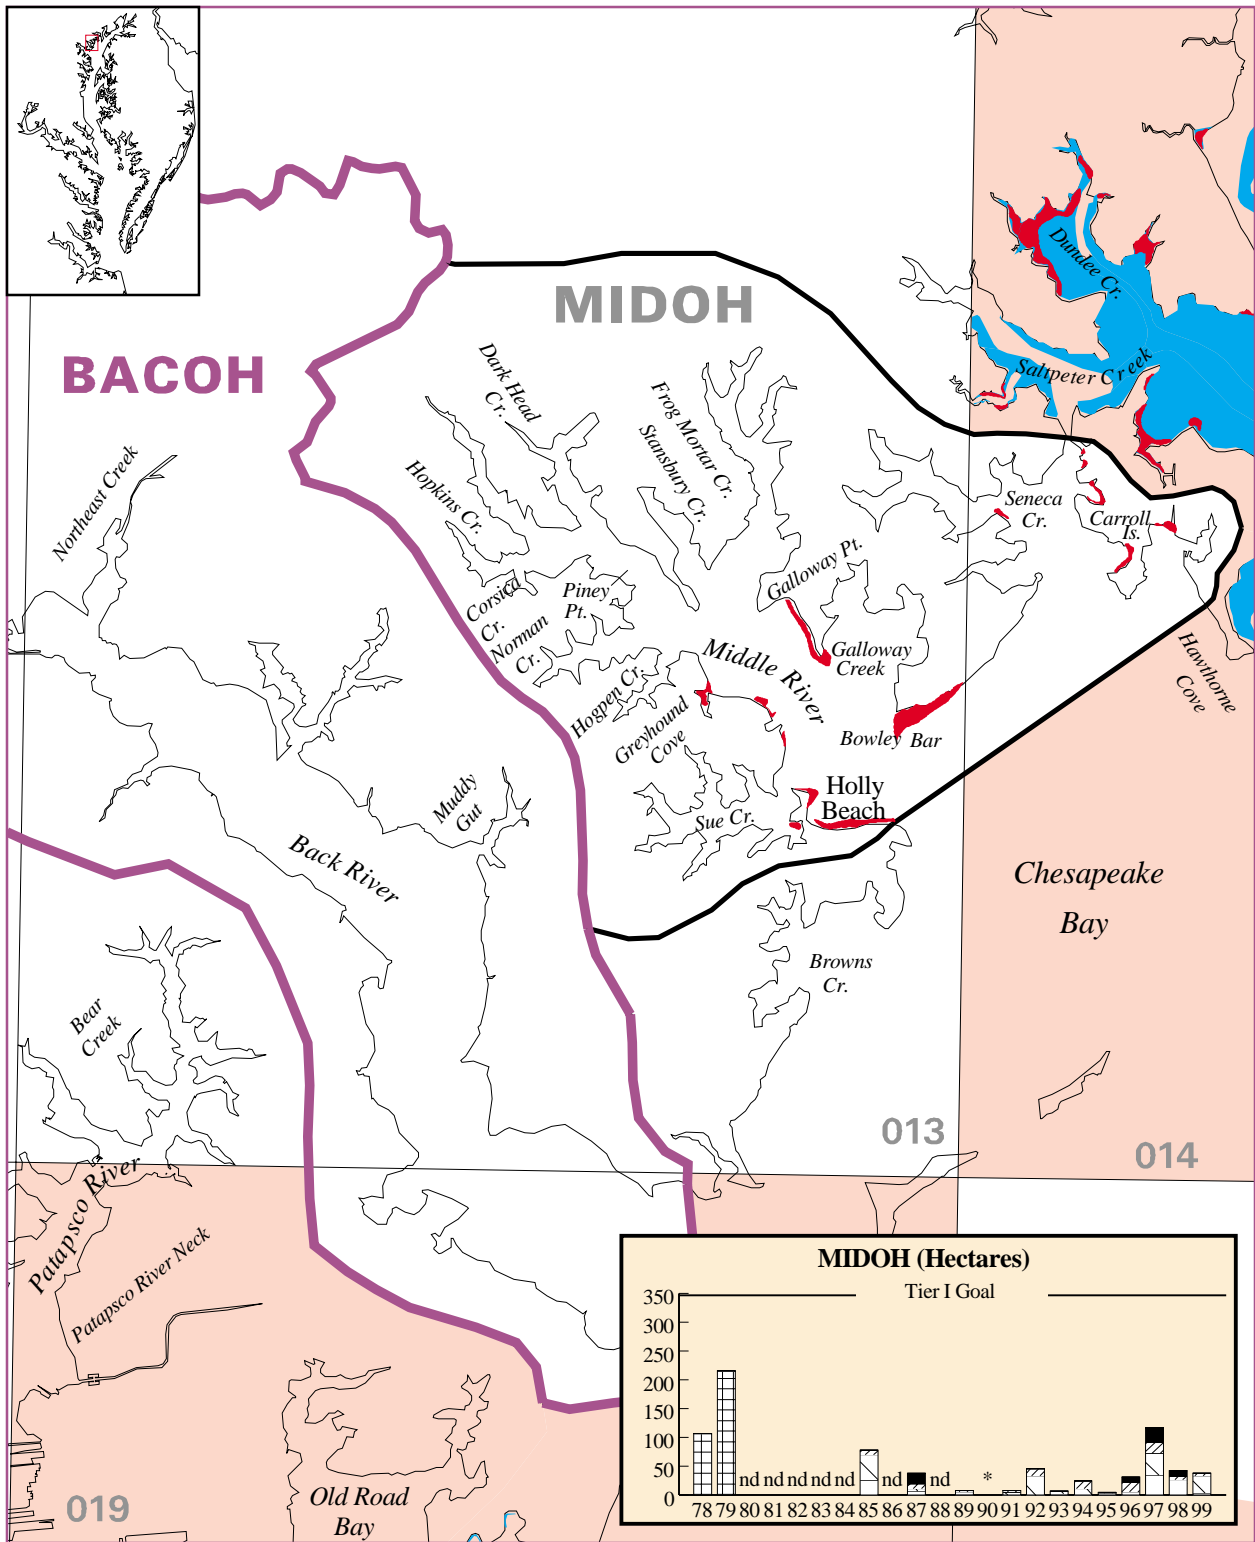 MIDOH
BACOH
Dundee Cr.
Saltpeter Creek
Dark Head
Cr.
Frog Mortar Cr.
Stansbury Cr.
Hopkins Cr.
Northeast Creek
Seneca
Cr.
Carroll
Is.
Galloway Pt.
Corsica
Cr.
Piney
Pt.
Norman
Cr.
Galloway
Creek
Middle River
Hawthorne
Cove
Hogpen Cr.
Greyhound
Cove
Bowley Bar
Holly
Beach
Muddy
Gut
Sue Cr.
Back River
Chesapeake
Bay
Browns
Cr.
Bear
Creek
013
014
Patapsco River
Patapsco River Neck
019
Old Road
Bay
MIDOH (Hectares)
Tier I Goal
350
300
250
200
150
100
50
0
nd nd nd nd nd nd nd *
78 79 80 81 82 83 84 85 86 87 88 89 90 91 92 93 94 95 96 97 98 99